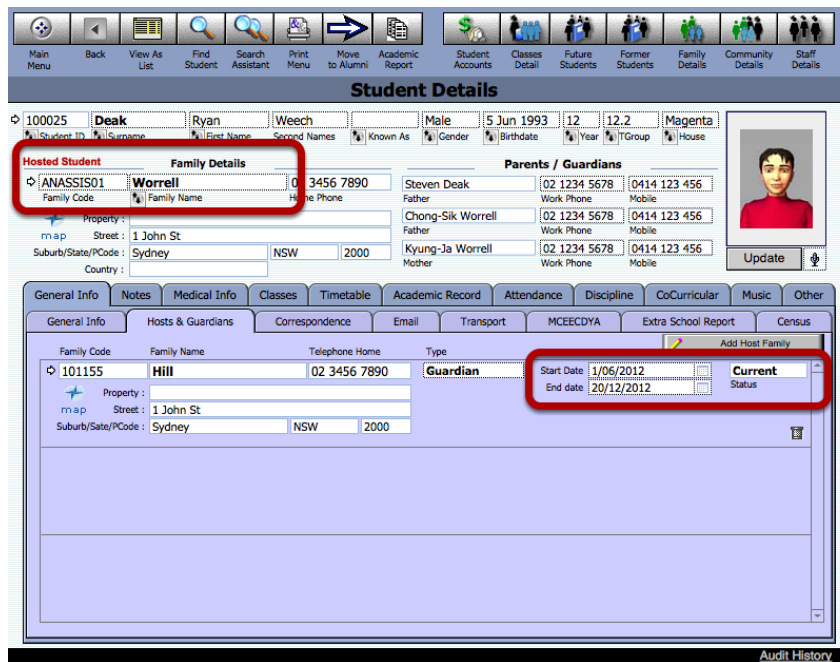 Main Menu
Back
View As List
Find Student
Search Assistant
Print Menu
Move to Alumni
Academic Report
Student Accounts
Classes Detail
Future Students
Former Students
Family Details
Community Details
Staff Details
Student Details
100025 Deak Ryan Weech Male 5 Jun 1993 12 12.2 Magenta
Student ID Surname First Name Second Names Known As Gender Birthdate Year TGroup House
Hosted Student Family Details Parents / Guardians
ANASSIS01 Worrell 3456 7890 Steven Deak 02 1234 5678 0414 123 456
Family Code Family Name Home Phone Father Work Phone Mobile
Property : Chong-Sik Worrell 02 1234 5678 0414 123 456
map Street : 1 John St Father Work Phone Mobile
Suburb/State/PCode : Sydney NSW 2000 Kyung-Ja Worrell 02 1234 5678 0414 123 456
Country : Mother Work Phone Mobile
Update
General Info Notes Medical Info Classes Timetable Academic Record Attendance Discipline CoCurricular Music Other
General Info Hosts & Guardians Correspondence Email Transport MCEECDYA Extra School Report Census
Add Host Family
Family Code Family Name Telephone Home Type
101155 Hill 02 3456 7890 Guardian Start Date 1/06/2012 Current
End date 20/12/2012 Status
Property :
map Street : 1 John St
Suburb/Sate/PCode : Sydney NSW 2000
Audit History